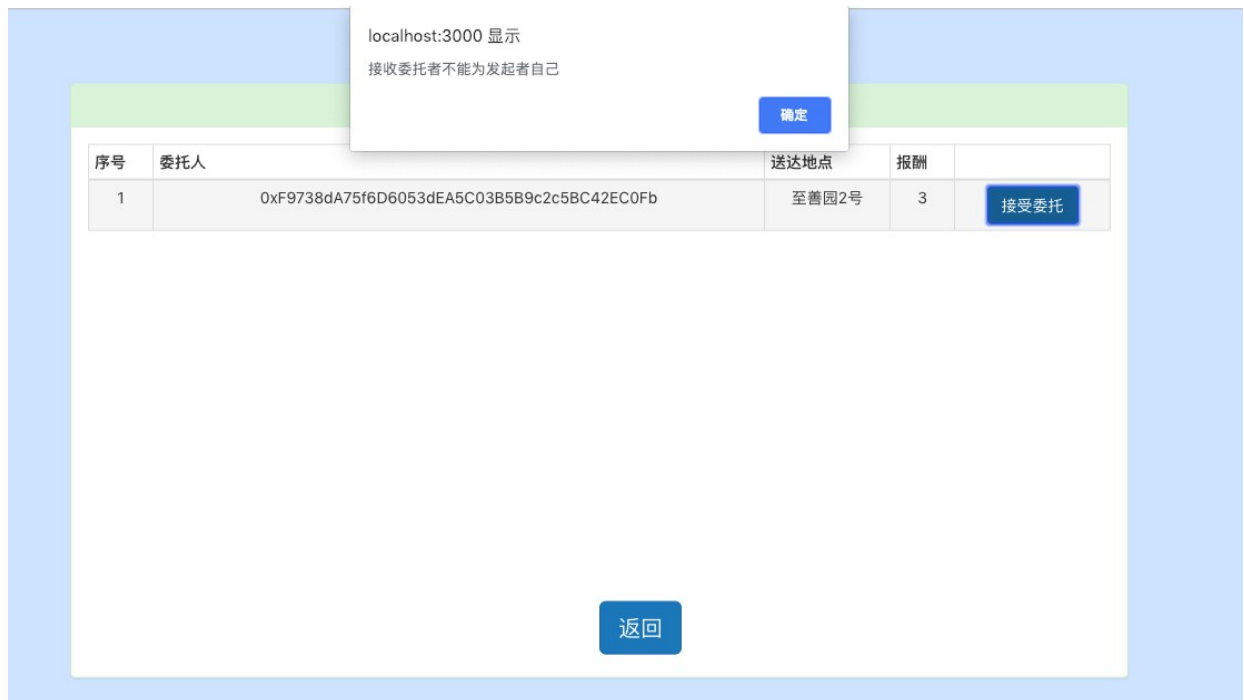 localhost:3000 显示
接收委托者不能为发起者自己
确定
序号 委托人 送达地点 报酬
1 0xF9738dA75f6D6053dEA5C03B5B9c2c5BC42EC0Fb 至善园2号 3 接受委托
返回